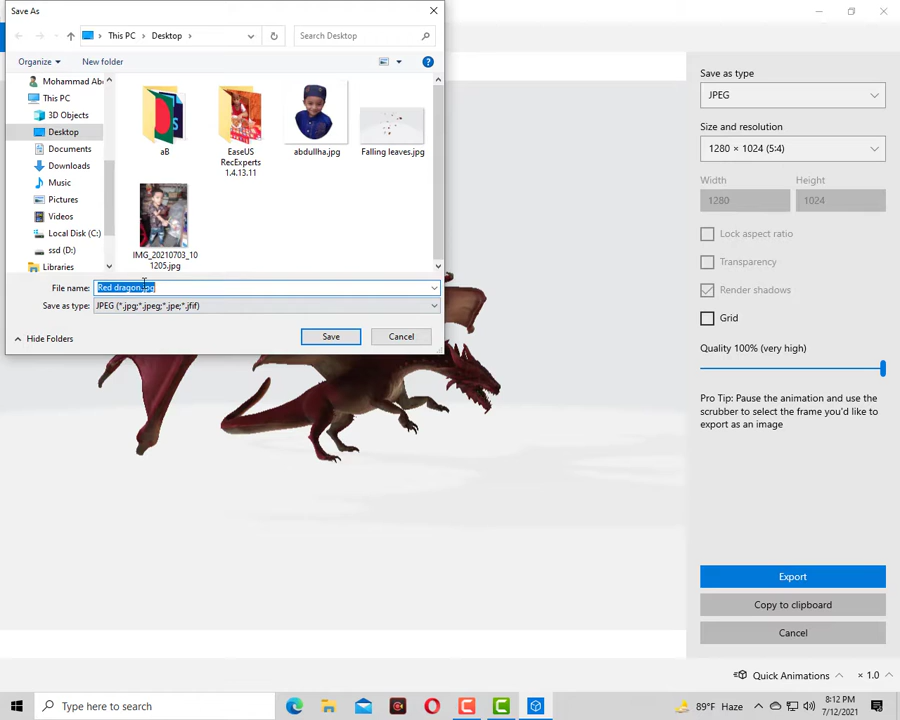 Save As
This PC
Desktop
Search Desktop
Organize
New folder
Mohammad Abc
This PC
3D Objects
Desktop
Documents
Downloads
Music
Pictures
Videos
Local Disk (C:)
ssd (D:)
Libraries
aB
EaseUS
RecExperts
1.4.13.11
abdullha.jpg
Falling leaves.jpg
IMG_20210703_10
1205.jpg
File name:
Red dragon.jpg
Save as type:
JPEG (*.jpg;*.jpeg;*.jpe;*.jfif)
Hide Folders
Save
Cancel
Save as type
JPEG
Size and resolution
1280 × 1024 (5:4)
Width
Height
1280
1024
Lock aspect ratio
Transparency
Render shadows
Grid
Quality 100% (very high)
Pro Tip: Pause the animation and use the
scrubber to select the frame you'd like to
export as an image
Export
Copy to clipboard
Cancel
Quick Animations
× 1.0
Type here to search
89°F Haze
8:12 PM
7/12/2021